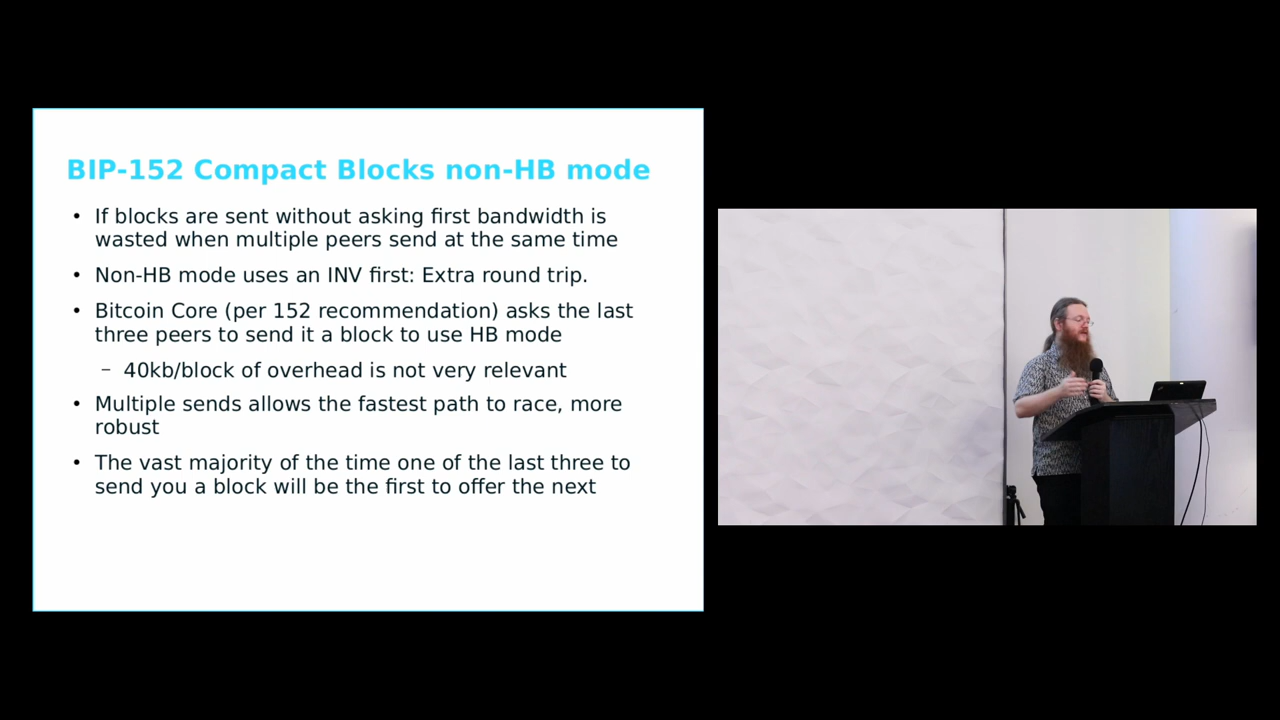 BIP-152 Compact Blocks non-HB mode
• If blocks are sent without asking first bandwidth is
wasted when multiple peers send at the same time
• Non-HB mode uses an INV first: Extra round trip.
• Bitcoin Core (per 152 recommendation) asks the last
three peers to send it a block to use HB mode
– 40kb/block of overhead is not very relevant
• Multiple sends allows the fastest path to race, more
robust
• The vast majority of the time one of the last three to
send you a block will be the first to offer the next